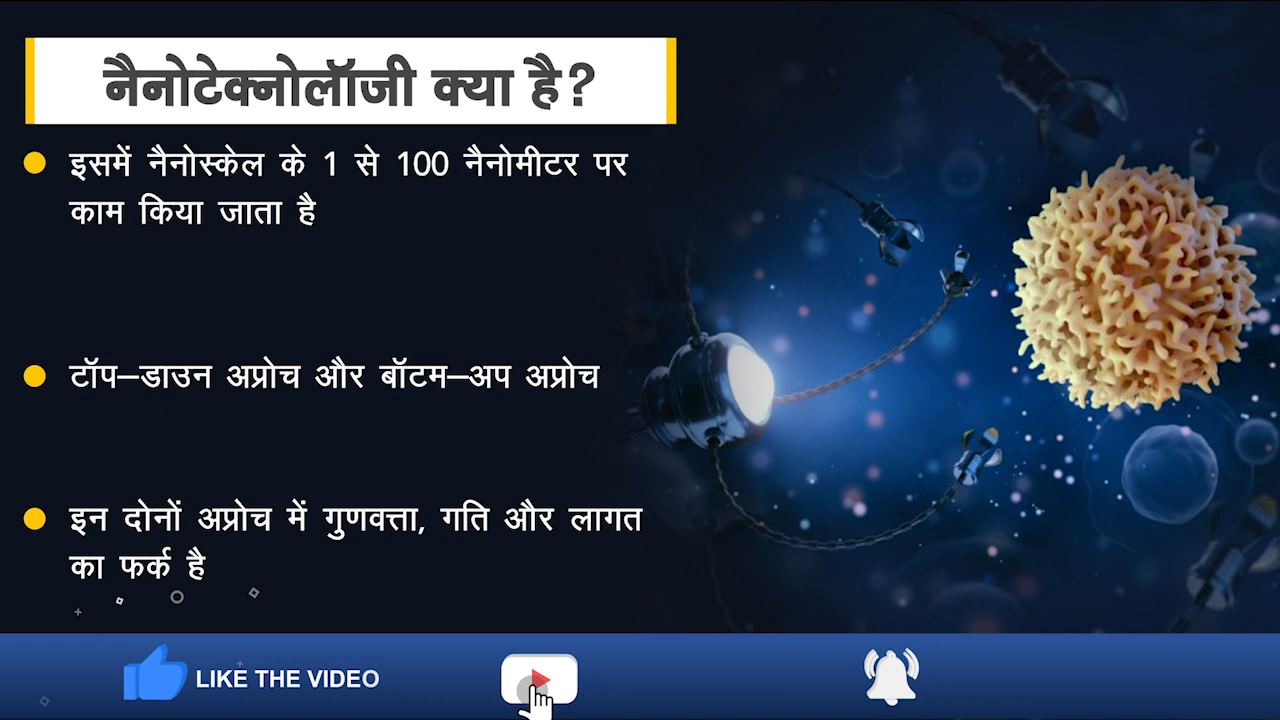 नैनोटेक्नोलॉजी क्या है?
इसमें नैनोस्केल के 1 से 100 नैनोमीटर पर
काम किया जाता है
टॉप–डाउन अप्रोच और बॉटम–अप अप्रोच
इन दोनों अप्रोच में गुणवत्ता, गति और लागत
का फर्क है
LIKE THE VIDEO